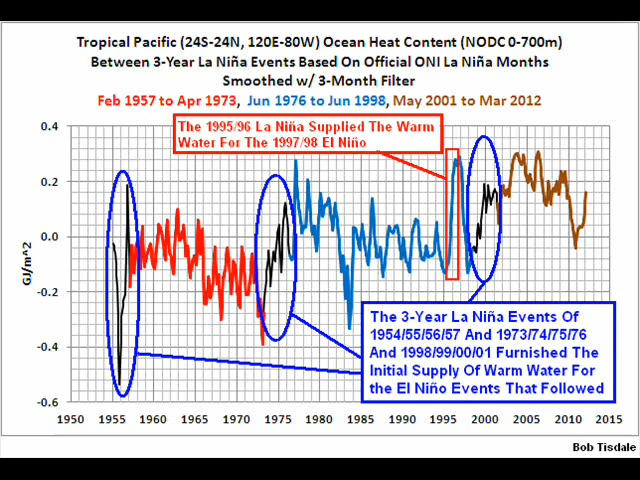 Tropical Pacific (24S-24N, 120E-80W) Ocean Heat Content (NODC 0-700m)
Between 3-Year La Niña Events Based On Official ONI La Niña Months
Smoothed w/ 3-Month Filter
Feb 1957 to Apr 1973, Jun 1976 to Jun 1998, May 2001 to Mar 2012
The 1995/96 La Niña Supplied The Warm
Water For The 1997/98 El Niño
0.4
0.2
0.0
-0.2
-0.4
-0.6
GJ/m^2
The 3-Year La Niña Events Of
1954/55/56/57 And 1973/74/75/76
And 1998/99/00/01 Furnished The
Initial Supply Of Warm Water For
the El Niño Events That Followed
1950 1955 1960 1965 1970 1975 1980 1985 1990 1995 2000 2005 2010 2015
Bob Tisdale